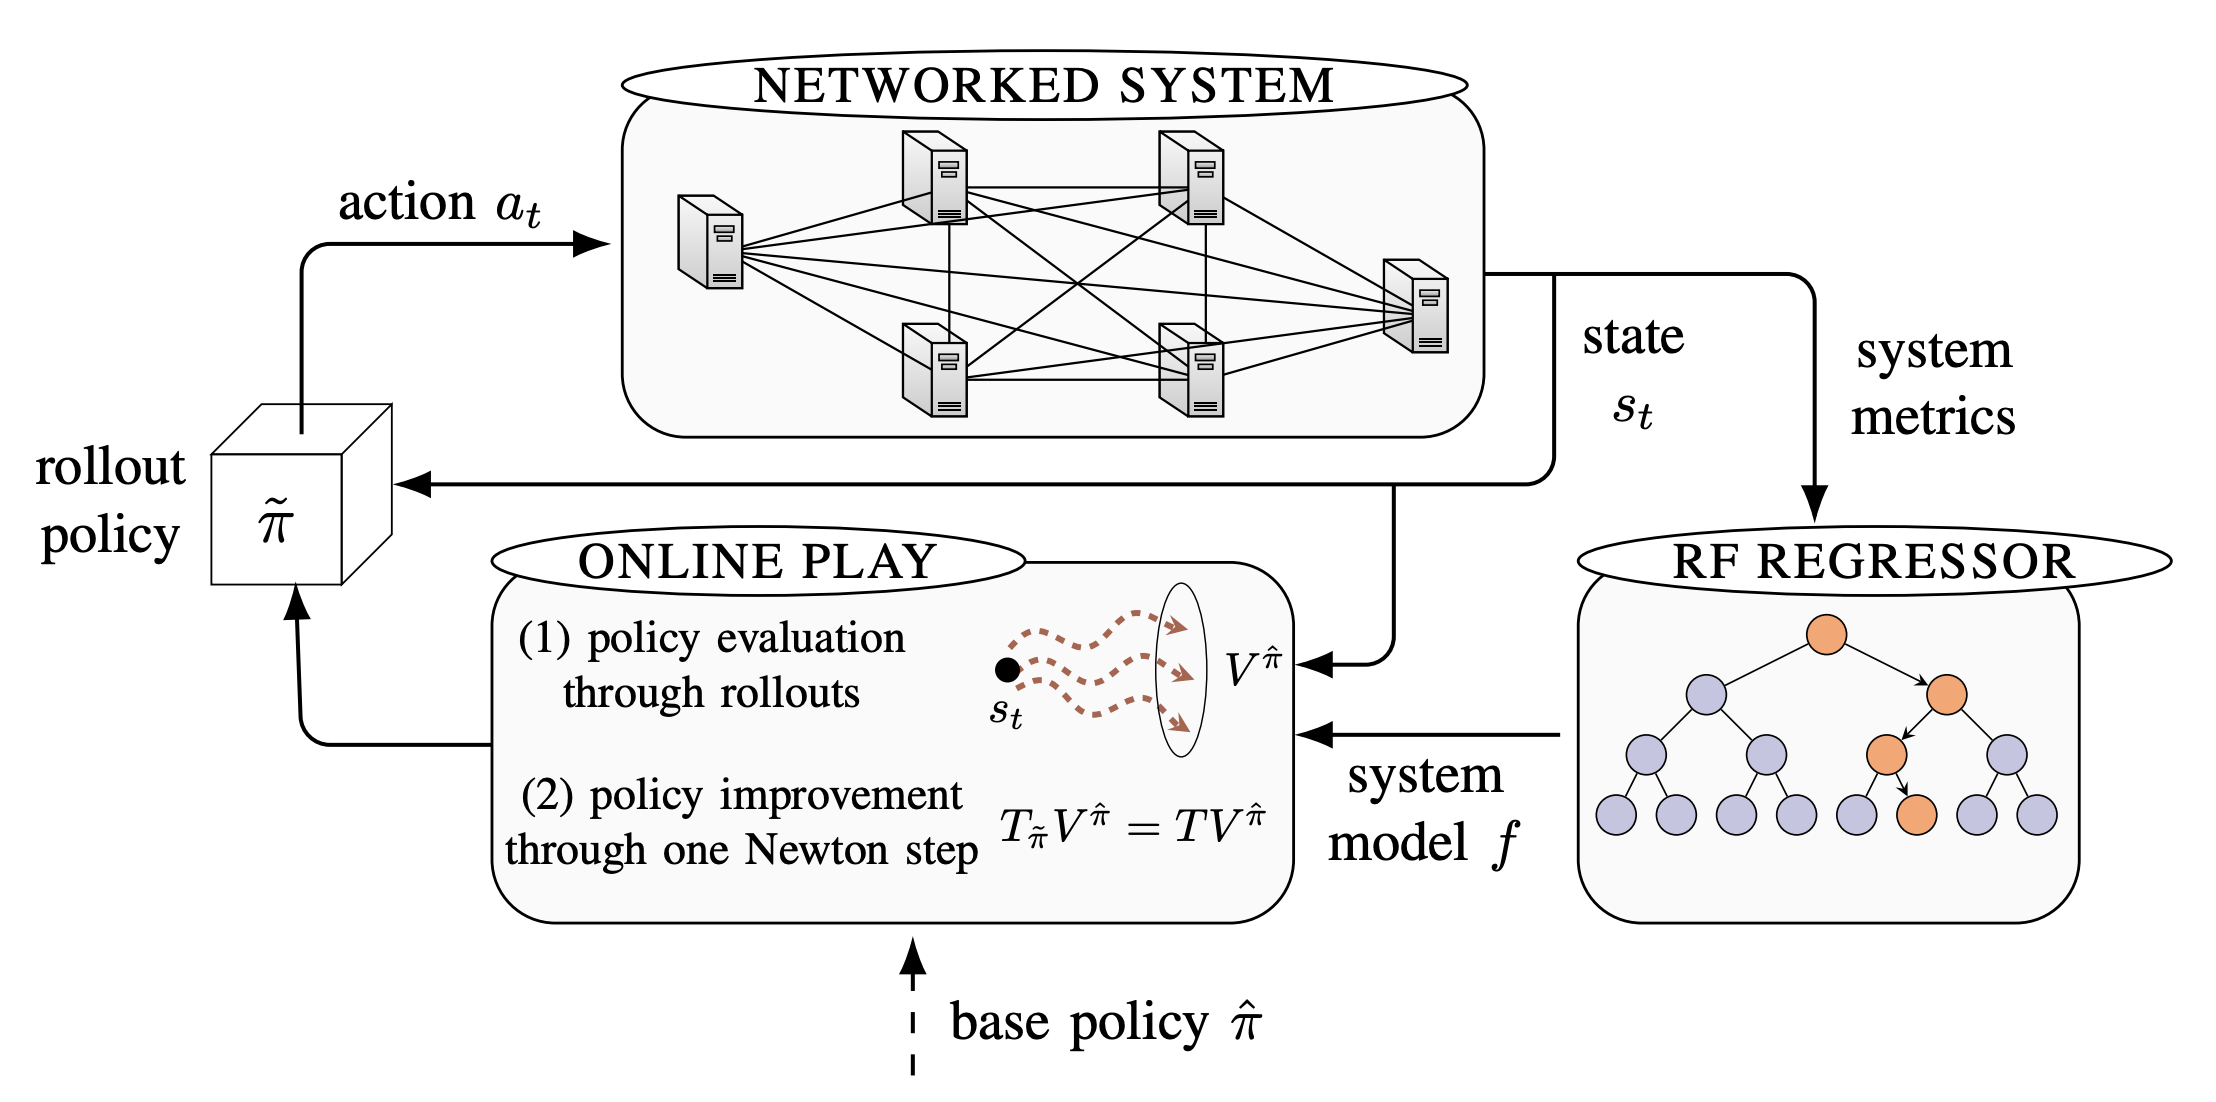 NETWORKED SYSTEM
action $a_t$
state
$s_t$
system
metrics
rollout
policy
$\tilde{\pi}$
ONLINE PLAY
(1) policy evaluation
through rollouts
$s_t$
$V^{\hat{\pi}}$
(2) policy improvement
through one Newton step
$T_{\tilde{\pi}}V^{\hat{\pi}} = TV^{\hat{\pi}}$
system
model $f$
RF REGRESSOR
base policy $\hat{\pi}$